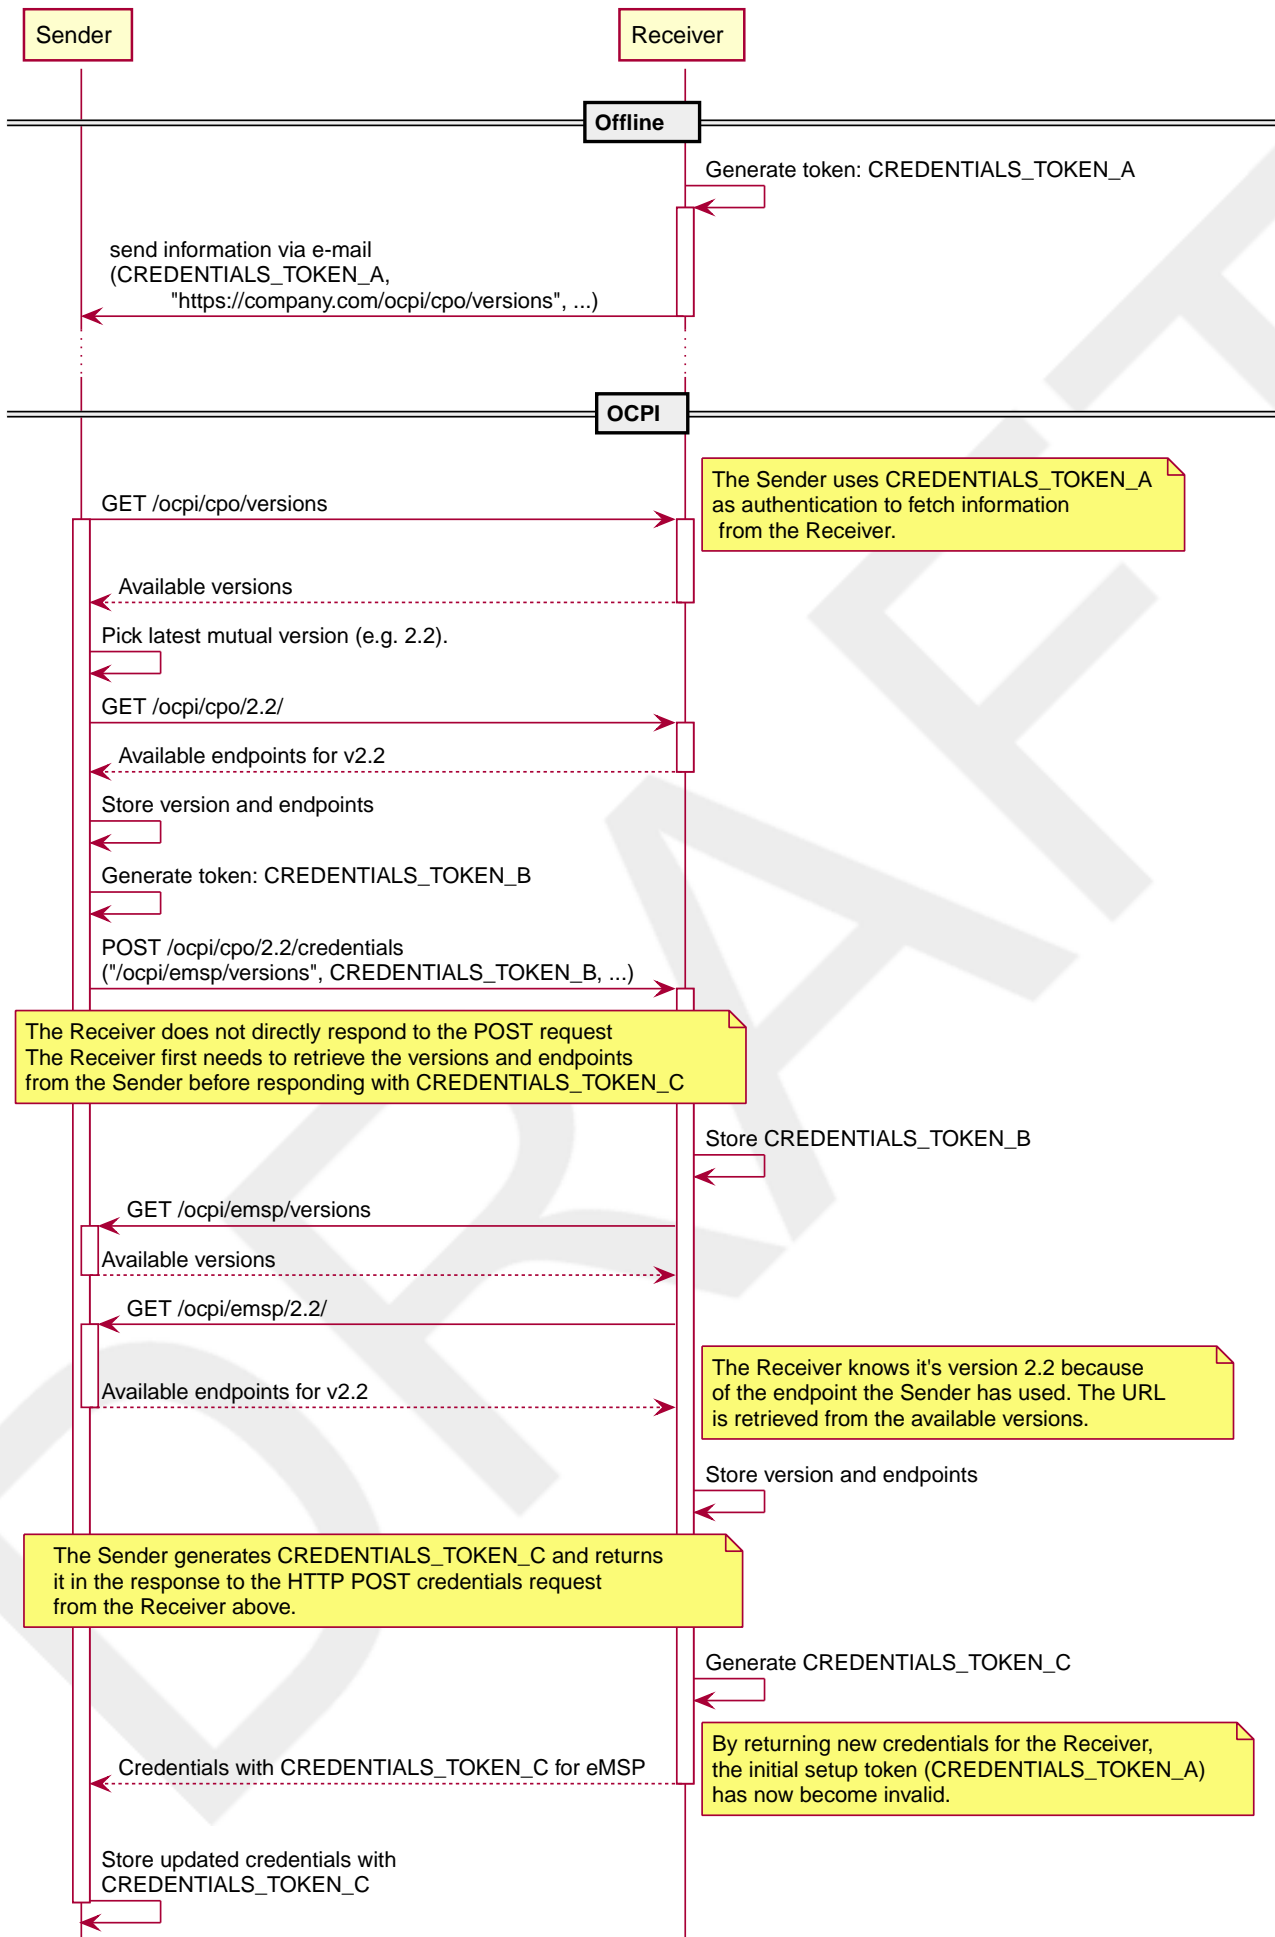 Sender
Receiver
Offline
Generate token: CREDENTIALS_TOKEN_A
send information via e-mail
(CREDENTIALS_TOKEN_A,
"https://company.com/ocpi/cpo/versions", ...)
OCPI
The Sender uses CREDENTIALS_TOKEN_A
as authentication to fetch information
from the Receiver.
GET /ocpi/cpo/versions
Available versions
Pick latest mutual version (e.g. 2.2).
GET /ocpi/cpo/2.2/
Available endpoints for v2.2
Store version and endpoints
Generate token: CREDENTIALS_TOKEN_B
POST /ocpi/cpo/2.2/credentials
("/ocpi/emsp/versions", CREDENTIALS_TOKEN_B, ...)
The Receiver does not directly respond to the POST request
The Receiver first needs to retrieve the versions and endpoints
from the Sender before responding with CREDENTIALS_TOKEN_C
Store CREDENTIALS_TOKEN_B
GET /ocpi/emsp/versions
Available versions
GET /ocpi/emsp/2.2/
The Receiver knows it's version 2.2 because
of the endpoint the Sender has used. The URL
is retrieved from the available versions.
Available endpoints for v2.2
Store version and endpoints
The Sender generates CREDENTIALS_TOKEN_C and returns
it in the response to the HTTP POST credentials request
from the Receiver above.
Generate CREDENTIALS_TOKEN_C
By returning new credentials for the Receiver,
the initial setup token (CREDENTIALS_TOKEN_A)
has now become invalid.
Credentials with CREDENTIALS_TOKEN_C for eMSP
Store updated credentials with
CREDENTIALS_TOKEN_C
DRAFT